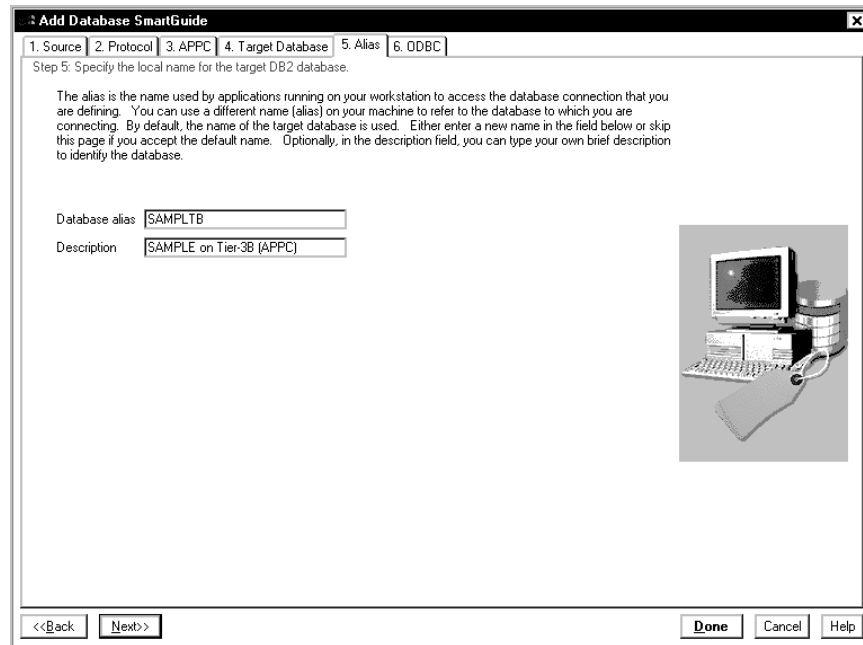 Add Database SmartGuide
1. Source 2. Protocol 3. APPC 4. Target Database 5. Alias 6. ODBC
Step 5: Specify the local name for the target DB2 database.
The alias is the name used by applications running on your workstation to access the database connection that you
are defining. You can use a different name (alias) on your machine to refer to the database to which you are
connecting. By default, the name of the target database is used. Either enter a new name in the field below or skip
this page if you accept the default name. Optionally, in the description field, you can type your own brief description
to identify the database.
Database alias SAMPLTB
Description SAMPLE on Tier-3B (APPC)
<<Back Next>> Done Cancel Help